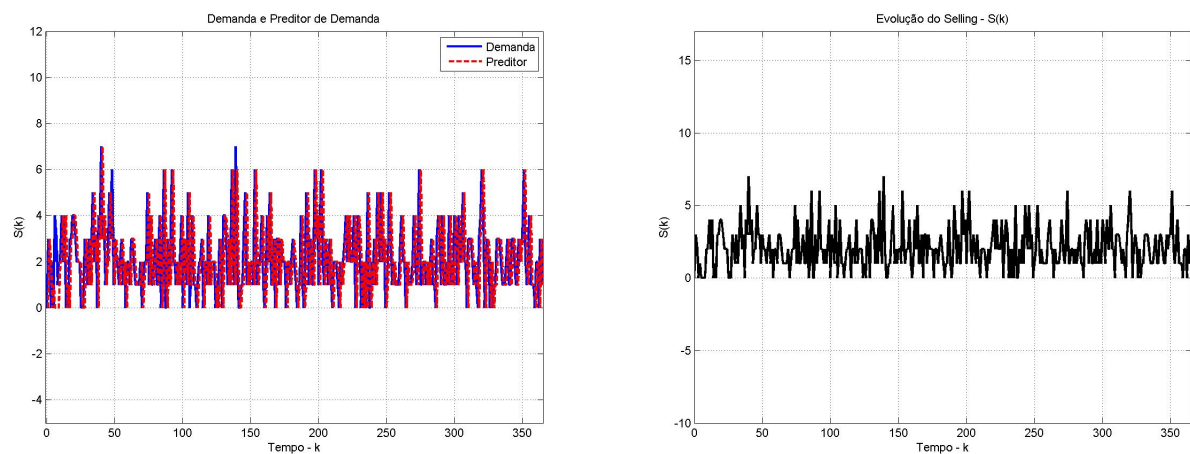 Demanda e Preditor de Demanda
12
10
8
6
4
2
0
-2
-4
S(k)
0 50 100 150 200 250 300 350
Tempo - k
Demanda
Preditor
Evolução do Selling - S(k)
15
10
5
0
-5
-10
S(k)
0 50 100 150 200 250 300 350
Tempo - k